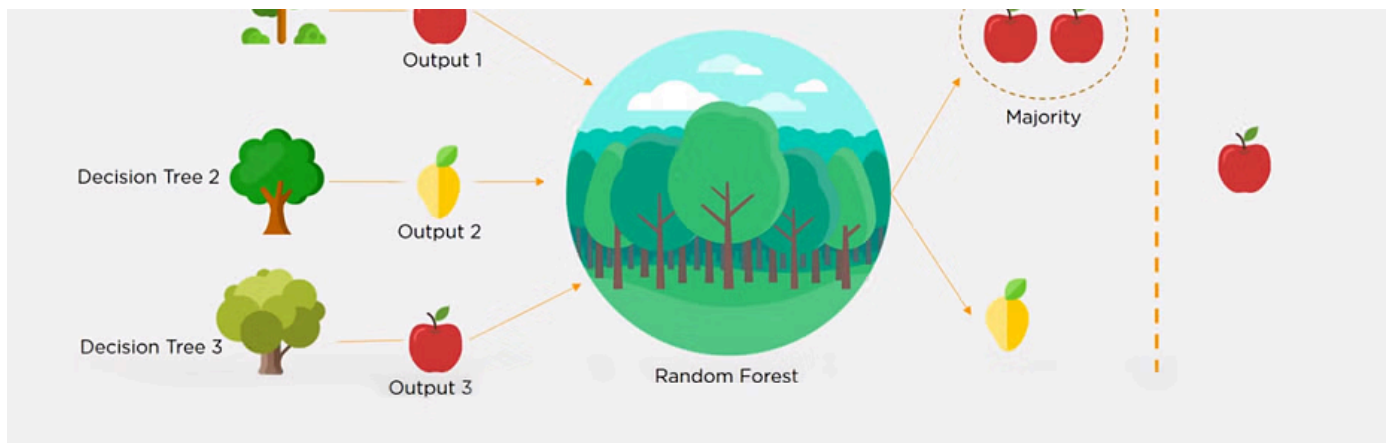 Output 1
Majority
Decision Tree 2
Output 2
Decision Tree 3
Random Forest
Output 3